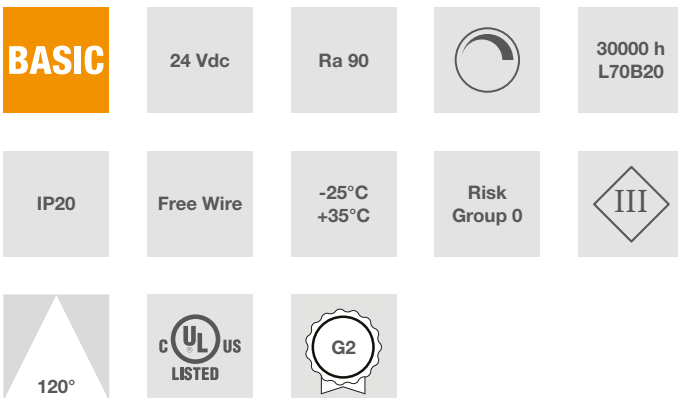 BASIC
24 Vdc
Ra 90
30000 h
L70B20
IP20
Free Wire
-25°C
+35°C
Risk
Group 0
III
120°
C UL US
®
LISTED
G2